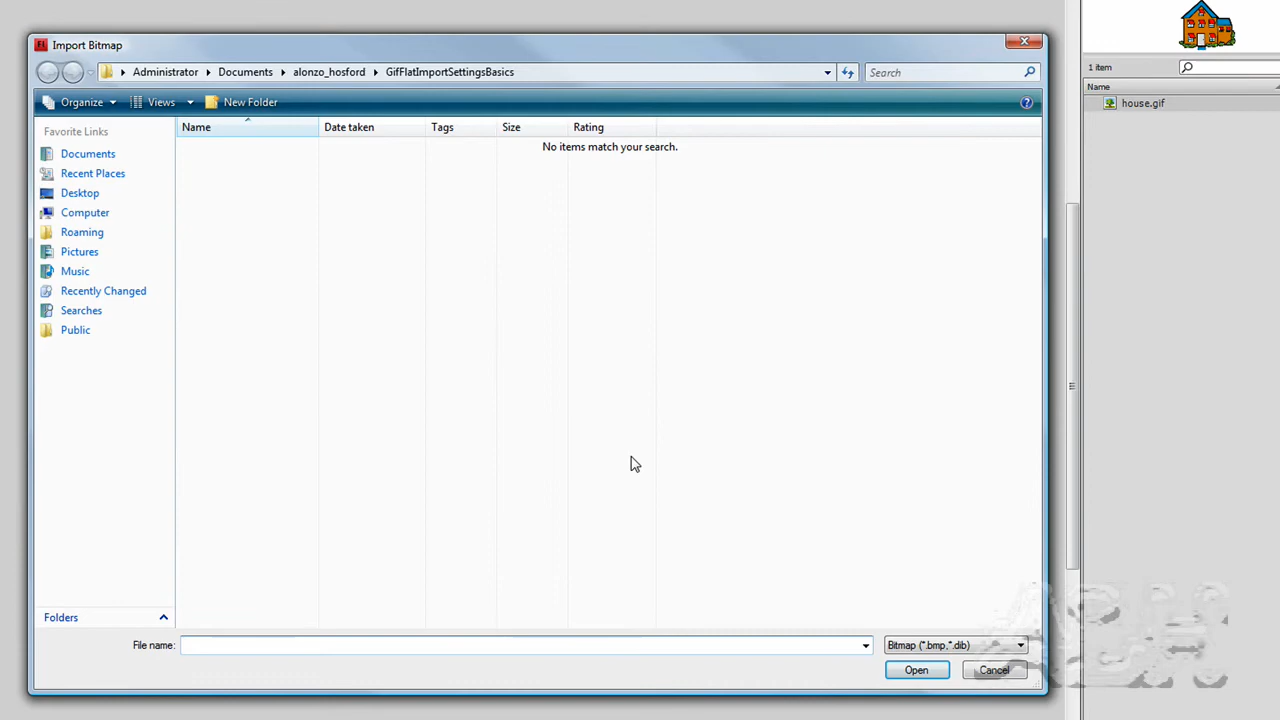 Import Bitmap
Administrator Documents alonzo_hosford GifFlatImportSettingsBasics Search
Organize Views New Folder
Favorite Links
Documents
Recent Places
Desktop
Computer
Roaming
Pictures
Music
Recently Changed
Searches
Public
Folders
Name Date taken Tags Size Rating
No items match your search.
File name: Bitmap (*.bmp,*.dib)
Open Cancel
1 item
Name
house.gif